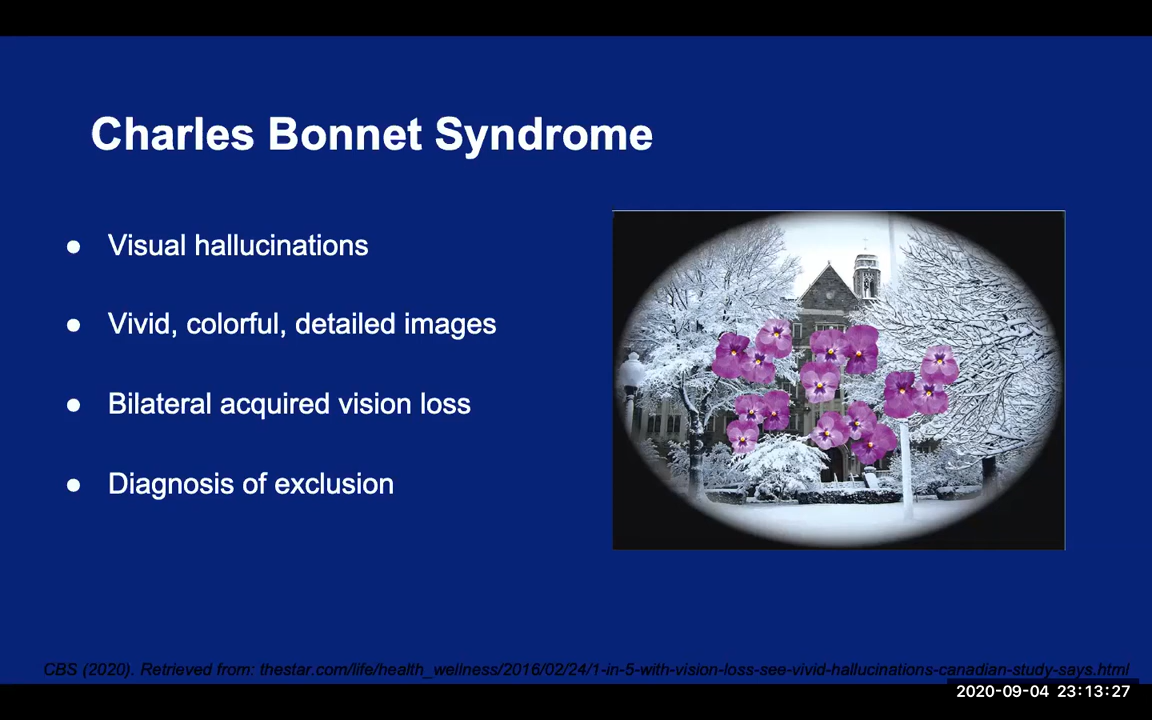 Charles Bonnet Syndrome
● Visual hallucinations
● Vivid, colorful, detailed images
● Bilateral acquired vision loss
● Diagnosis of exclusion
CBS (2020). Retrieved from: thestar.com/life/health_wellness/2016/02/24/1-in-5-with-vision-loss-see-vivid-hallucinations-canadian-study-says.html
2020-09-04 23:13:27